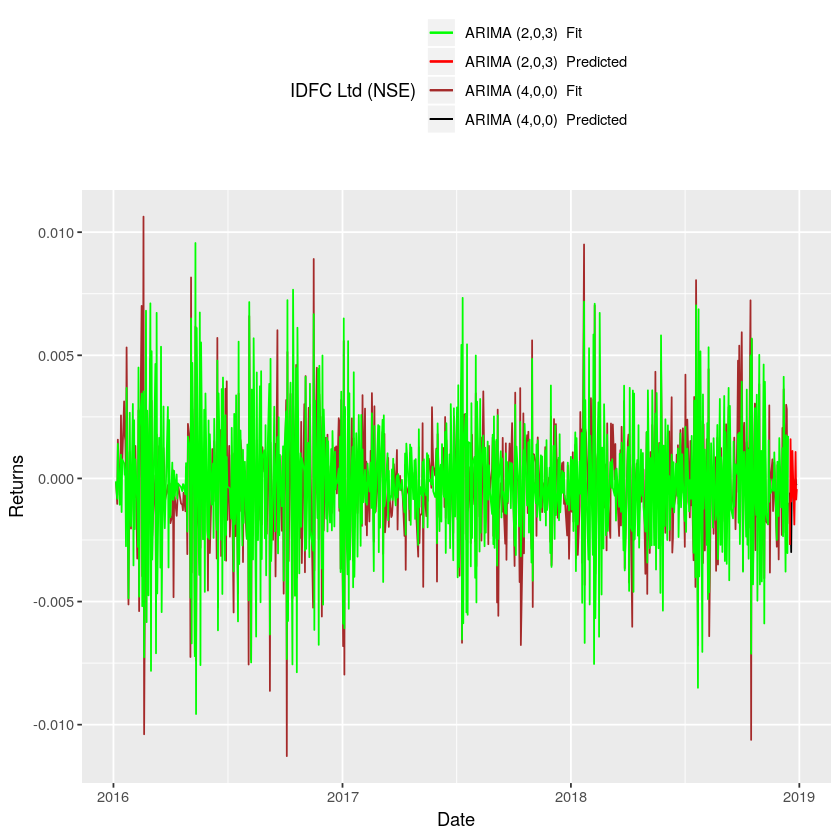 ARIMA (2,0,3)  Fit
ARIMA (2,0,3)  Predicted
IDFC Ltd (NSE)
ARIMA (4,0,0)  Fit
ARIMA (4,0,0)  Predicted
0.010
0.005
0.000
-0.005
-0.010
Returns
2016
2017
2018
2019
Date